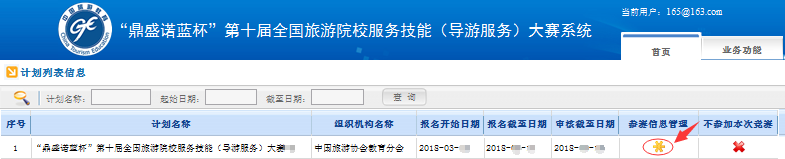 当前用户：165@163.com
中国旅游教育
CTE
China Tourism Education
“鼎盛诺蓝杯”第十届全国旅游院校服务技能（导游服务）大赛系统
首页 业务功能
计划列表信息
计划名称： 起始日期： 截至日期： 查 询
序号 计划名称 组织机构名称 报名开始日期 报名截至日期 审核截至日期 参赛信息管理 不参加本次竞赛
1 “鼎盛诺蓝杯”第十届全国旅游院校服务技能（导游服务）大赛 中国旅游协会教育分会 2018-03- 2018- 2018-